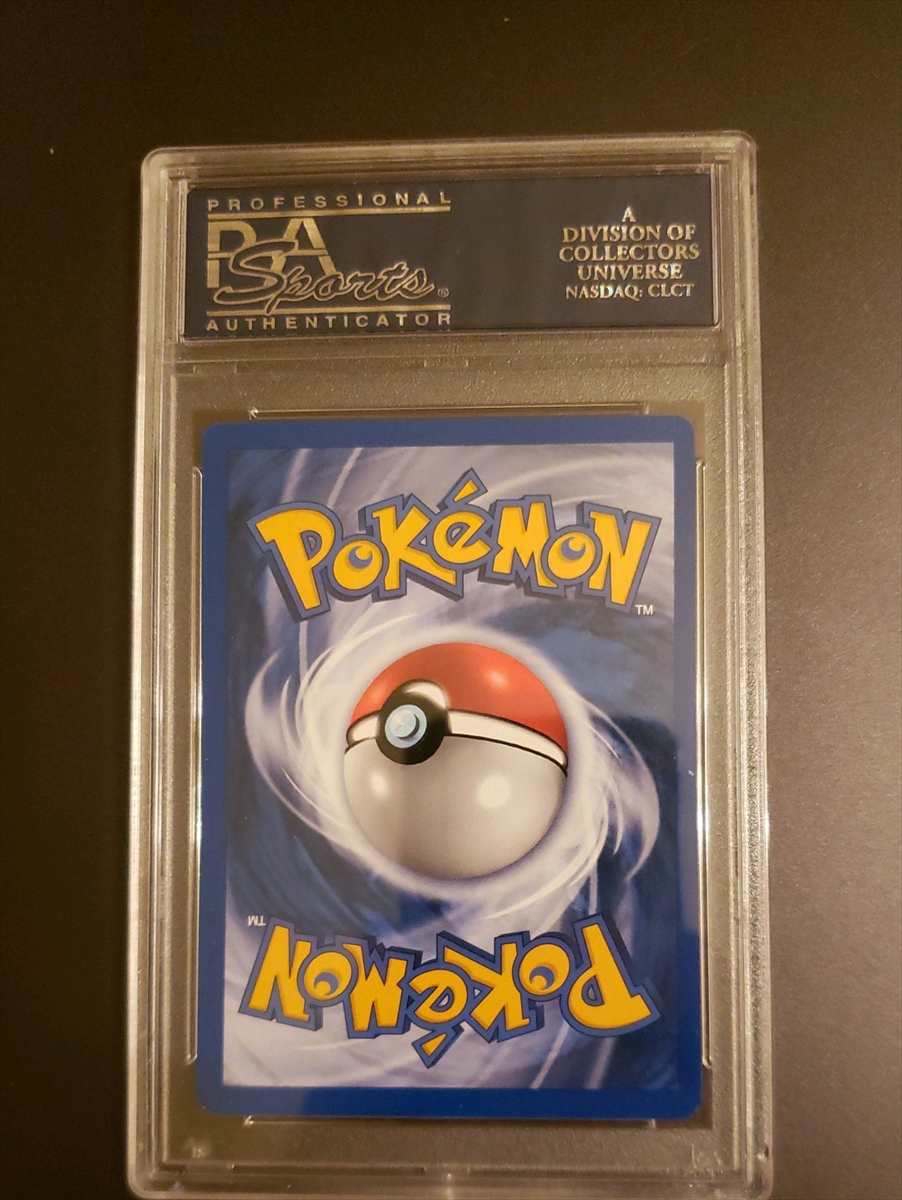 PROFESSIONAL
PSA
Sports®
AUTHENTICATOR
A
DIVISION OF
COLLECTORS
UNIVERSE
NASDAQ: CLCT
POKéMON
TM
TM
POKéMON